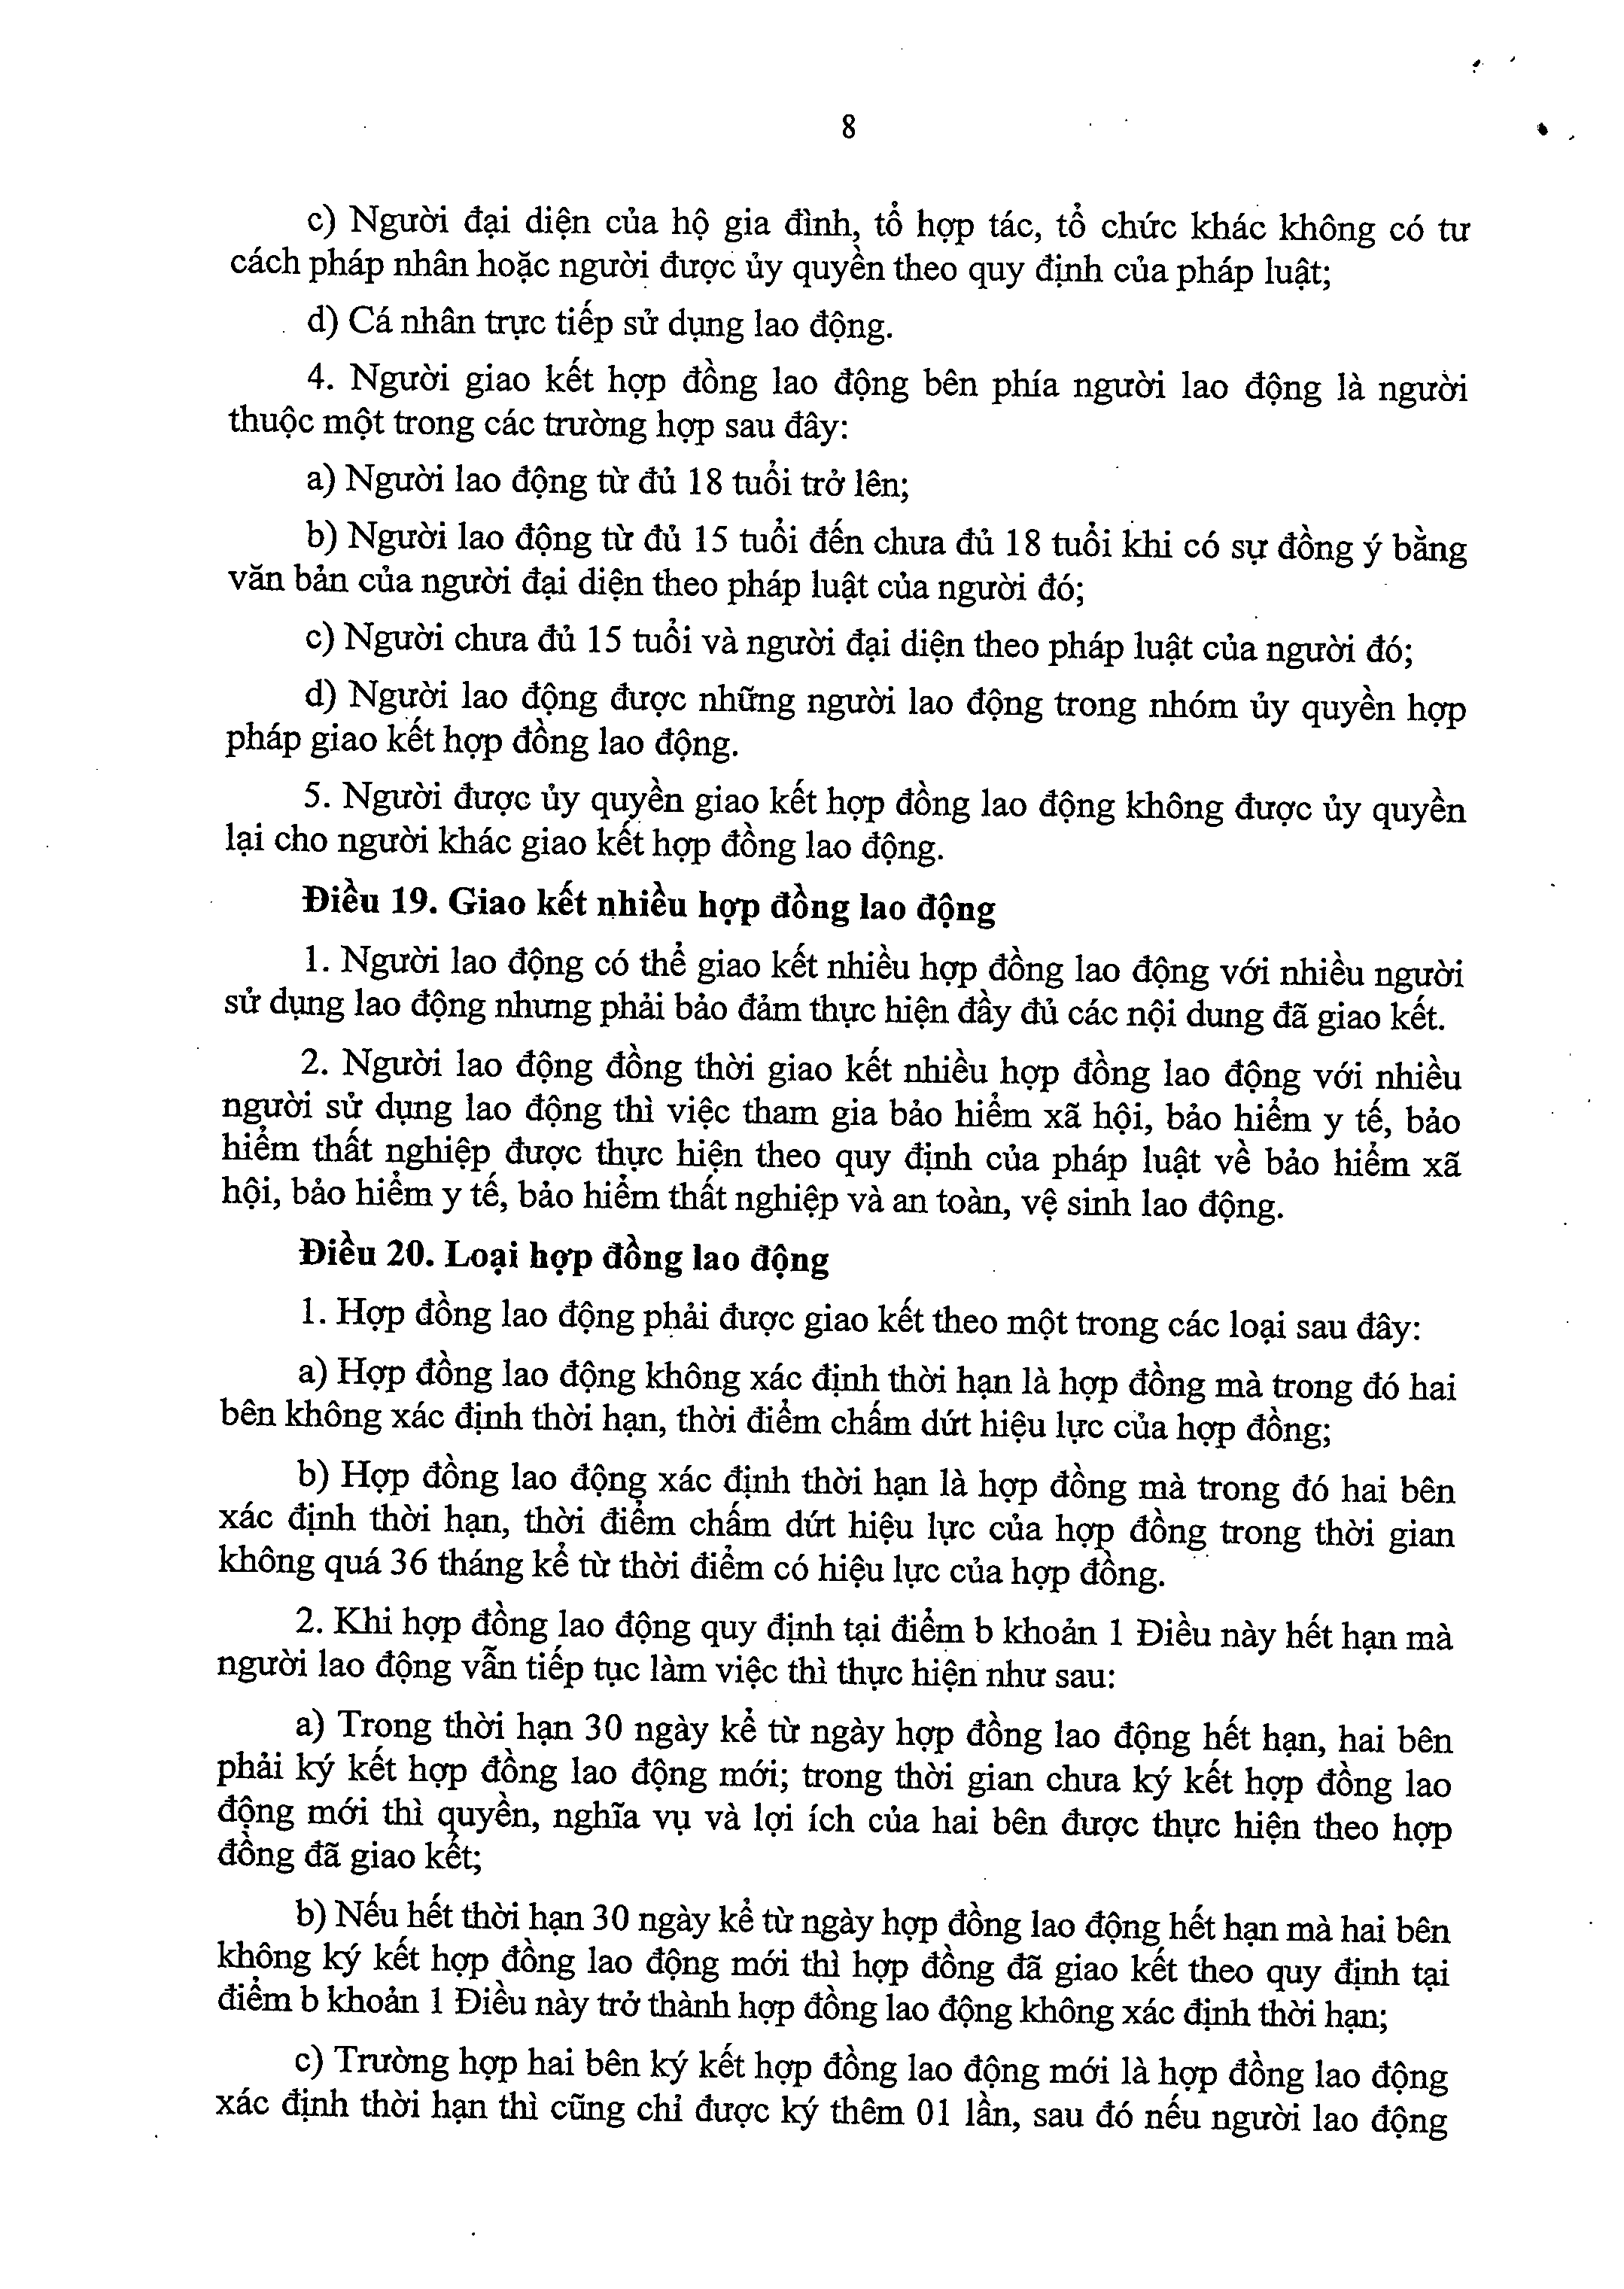 8
c) Người đại diện của hộ gia đình, tổ hợp tác, tổ chức khác không có tư
cách pháp nhân hoặc người được ủy quyền theo quy định của pháp luật;
d) Cá nhân trực tiếp sử dụng lao động.
4. Người giao kết hợp đồng lao động bên phía người lao động là người
thuộc một trong các trường hợp sau đây:
a) Người lao động từ đủ 18 tuổi trở lên;
b) Người lao động từ đủ 15 tuổi đến chưa đủ 18 tuổi khi có sự đồng ý bằng
văn bản của người đại diện theo pháp luật của người đó;
c) Người chưa đủ 15 tuổi và người đại diện theo pháp luật của người đó;
d) Người lao động được những người lao động trong nhóm ủy quyền hợp
pháp giao kết hợp đồng lao động.
5. Người được ủy quyền giao kết hợp đồng lao động không được ủy quyền
lại cho người khác giao kết hợp đồng lao động.
Điều 19. Giao kết nhiều hợp đồng lao động
1. Người lao động có thể giao kết nhiều hợp đồng lao động với nhiều người
sử dụng lao động nhưng phải bảo đảm thực hiện đầy đủ các nội dung đã giao kết.
2. Người lao động đồng thời giao kết nhiều hợp đồng lao động với nhiều
người sử dụng lao động thì việc tham gia bảo hiểm xã hội, bảo hiểm y tế, bảo
hiểm thất nghiệp được thực hiện theo quy định của pháp luật về bảo hiểm xã
hội, bảo hiểm y tế, bảo hiểm thất nghiệp và an toàn, vệ sinh lao động.
Điều 20. Loại hợp đồng lao động
1. Hợp đồng lao động phải được giao kết theo một trong các loại sau đây:
a) Hợp đồng lao động không xác định thời hạn là hợp đồng mà trong đó hai
bên không xác định thời hạn, thời điểm chấm dứt hiệu lực của hợp đồng;
b) Hợp đồng lao động xác định thời hạn là hợp đồng mà trong đó hai bên
xác định thời hạn, thời điểm chấm dứt hiệu lực của hợp đồng trong thời gian
không quá 36 tháng kể từ thời điểm có hiệu lực của hợp đồng.
2. Khi hợp đồng lao động quy định tại điểm b khoản 1 Điều này hết hạn mà
người lao động vẫn tiếp tục làm việc thì thực hiện như sau:
a) Trong thời hạn 30 ngày kể từ ngày hợp đồng lao động hết hạn, hai bên
phải ký kết hợp đồng lao động mới; trong thời gian chưa ký kết hợp đồng lao
động mới thì quyền, nghĩa vụ và lợi ích của hai bên được thực hiện theo hợp
đồng đã giao kết;
b) Nếu hết thời hạn 30 ngày kể từ ngày hợp đồng lao động hết hạn mà hai bên
không ký kết hợp đồng lao động mới thì hợp đồng đã giao kết theo quy định tại
điểm b khoản 1 Điều này trở thành hợp đồng lao động không xác định thời hạn;
c) Trường hợp hai bên ký kết hợp đồng lao động mới là hợp đồng lao động
xác định thời hạn thì cũng chỉ được ký thêm 01 lần, sau đó nếu người lao động